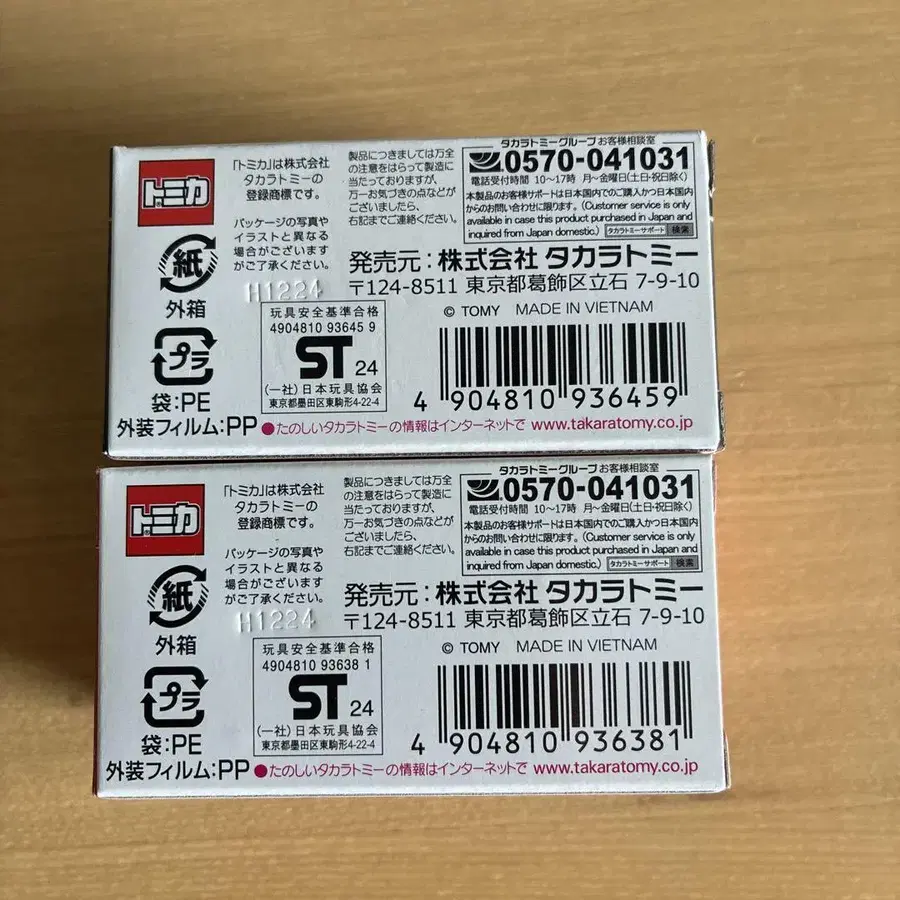 トミカ
「トミカ」は株式会社
タカラトミーの
登録商標です。
パッケージの写真や
イラストと異なる
場合がございます
がご了承ください。
製品につきましては万全
の注意をはらって製造に
当たっておりますが、
万一お気づきの点などが
ございましたら、
右記までご連絡ください。
タカラトミーグループ お客様相談室
0570-041031
電話受付時間 10〜17時 月〜金曜日(土日・祝日除く)
本製品のお客様サポートは日本国内でのご購入かつ日本国内
からのお問い合わせに限ります。(Customer service is only
available in case this product purchased in Japan and
inquired from Japan domestic.) タカラトミーサポート 検索
紙
外箱
H1224
発売元:株式会社 タカラトミー
〒124-8511 東京都葛飾区立石 7-9-10
© TOMY MADE IN VIETNAM
プラ
袋:PE
外装フィルム:PP
玩具安全基準合格
4904810 93645 9
ST 24
(一社)日本玩具協会
東京都墨田区東駒形4-22-4
4 904810 936459
●たのしいタカラトミーの情報はインターネットで www.takaratomy.co.jp
トミカ
「トミカ」は株式会社
タカラトミーの
登録商標です。
パッケージの写真や
イラストと異なる
場合がございます
がご了承ください。
製品につきましては万全
の注意をはらって製造に
当たっておりますが、
万一お気づきの点などが
ございましたら、
右記までご連絡ください。
タカラトミーグループ お客様相談室
0570-041031
電話受付時間 10〜17時 月〜金曜日(土日・祝日除く)
本製品のお客様サポートは日本国内でのご購入かつ日本国内
からのお問い合わせに限ります。(Customer service is only
available in case this product purchased in Japan and
inquired from Japan domestic.) タカラトミーサポート 検索
紙
外箱
H1224
発売元:株式会社 タカラトミー
〒124-8511 東京都葛飾区立石 7-9-10
© TOMY MADE IN VIETNAM
プラ
袋:PE
外装フィルム:PP
玩具安全基準合格
4904810 93638 1
ST 24
(一社)日本玩具協会
東京都墨田区東駒形4-22-4
4 904810 936381
●たのしいタカラトミーの情報はインターネットで www.takaratomy.co.jp